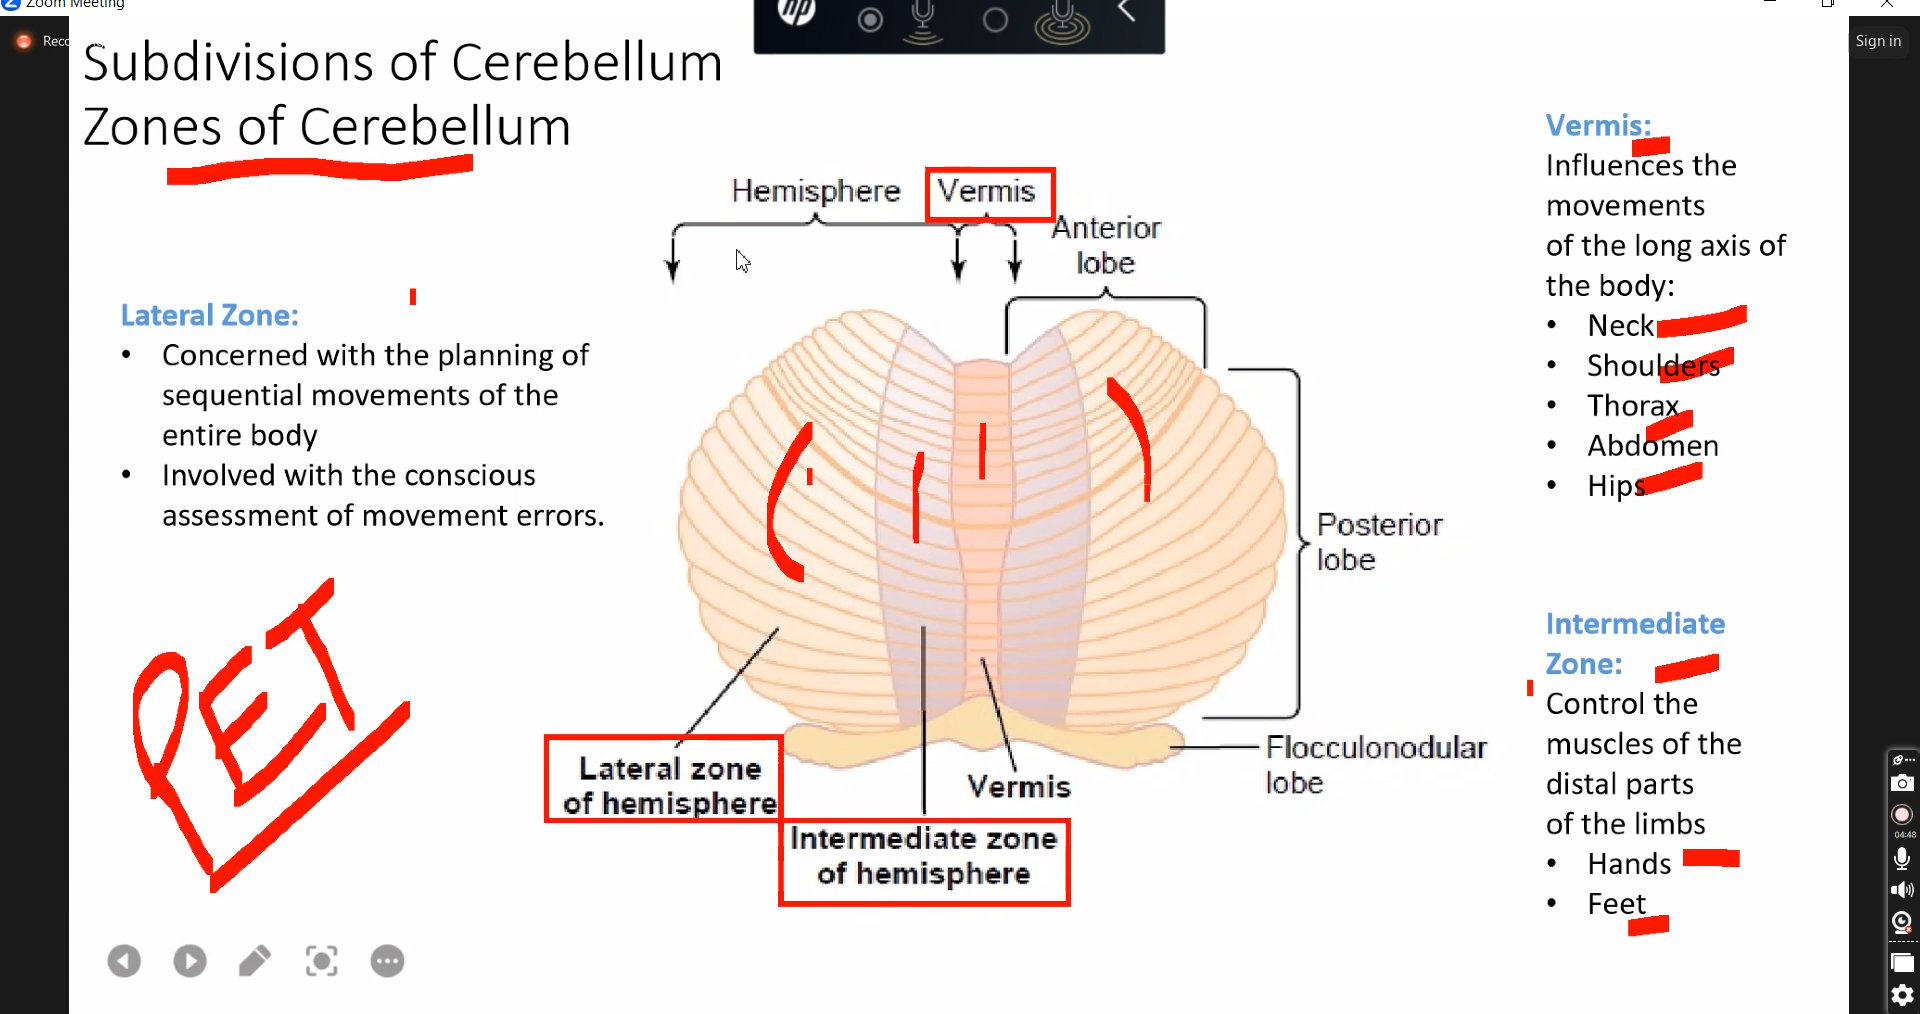 Zoom Meeting
Sign in
Subdivisions of Cerebellum
Zones of Cerebellum
Hemisphere
Vermis
Anterior
lobe
Vermis:
Influences the
movements
of the long axis of
the body:
• Neck
• Shoulders
• Thorax
• Abdomen
• Hips
Lateral Zone:
• Concerned with the planning of
sequential movements of the
entire body
• Involved with the conscious
assessment of movement errors.
Posterior
lobe
PET
Intermediate
Zone:
Control the
muscles of the
distal parts
of the limbs
• Hands
• Feet
Lateral zone
of hemisphere
Vermis
Flocculonodular
lobe
Intermediate zone
of hemisphere
hp
04:48